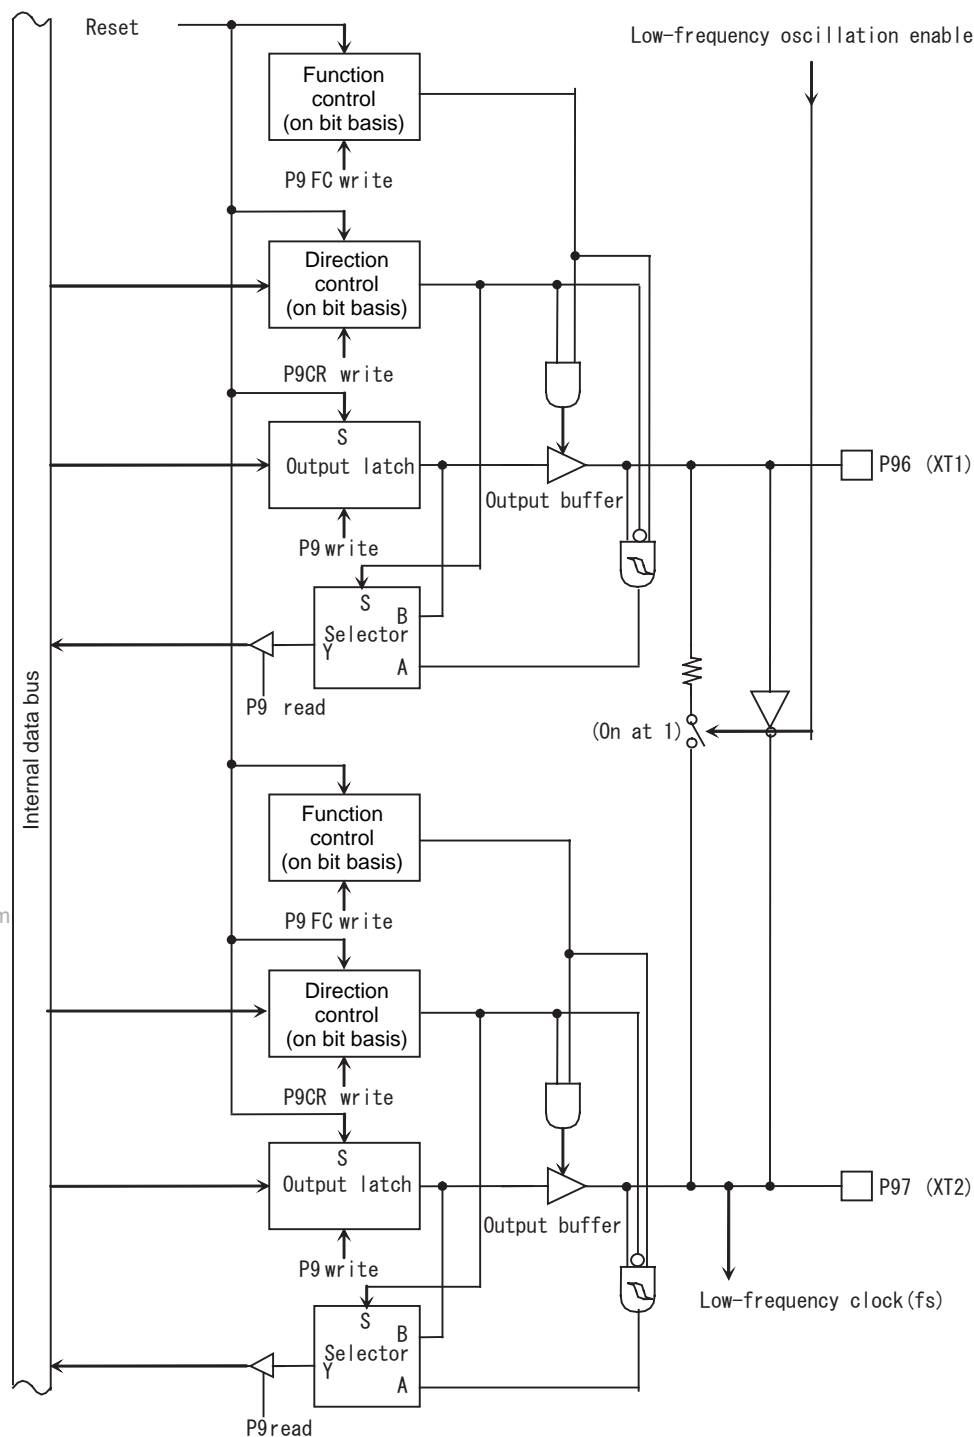 Reset
Low-frequency oscillation enable
Function
control
(on bit basis)
P9 FC write
Direction
control
(on bit basis)
P9CR write
S
Output latch
P96 (XT1)
Output buffer
P9 write
S
B
Selector
Y
A
P9 read
(On at 1)
Internal data bus
Function
control
(on bit basis)
m
P9 FC write
Direction
control
(on bit basis)
P9CR write
S
Output latch
P97 (XT2)
Output buffer
P9 write
Low-frequency clock(fs)
S
B
Selector
Y
A
P9 read